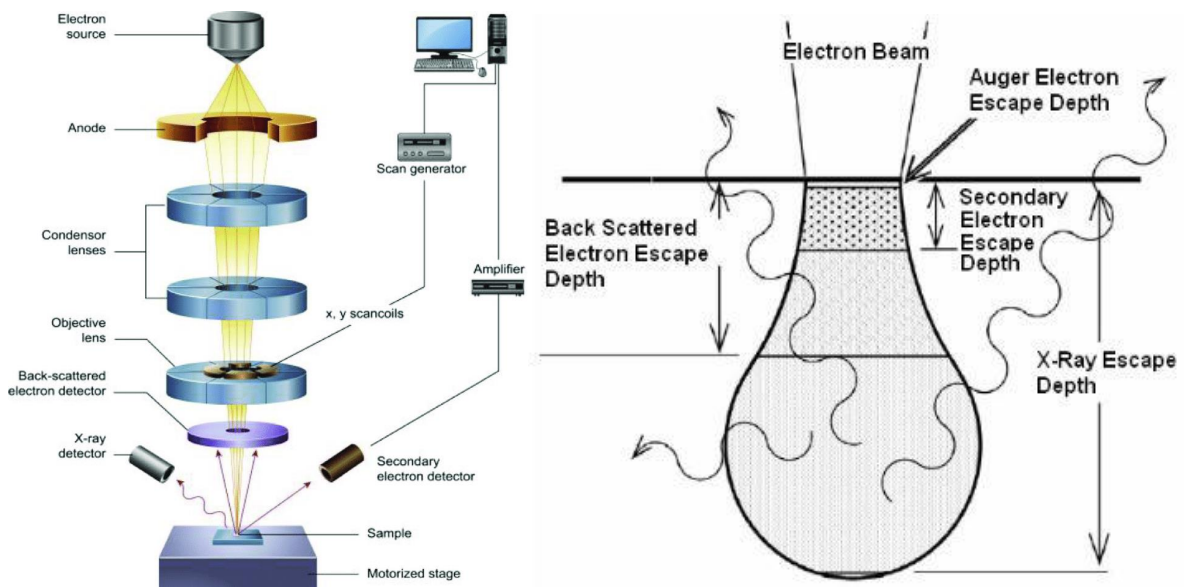 Electron
source
Anode
Scan generator
Condensor
lenses
Amplifier
x, y scancoils
Objective
lens
Back-scattered
electron detector
X-ray
detector
Secondary
electron detector
Sample
Motorized stage
Electron Beam
Auger Electron
Escape Depth
Back Scattered
Electron Escape
Depth
Secondary
Electron
Escape
Depth
X-Ray Escape
Depth